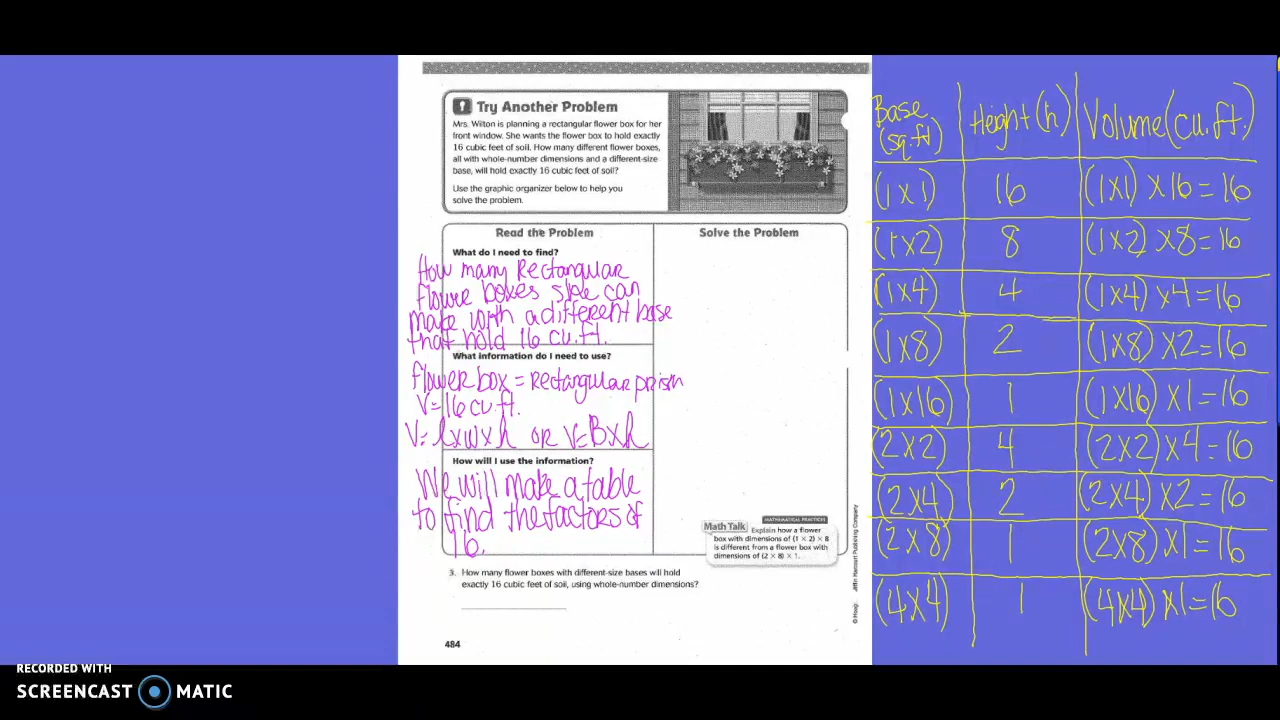 Try Another Problem
Mrs. Wilton is planning a rectangular flower box for her
front window. She wants the flower box to hold exactly
16 cubic feet of soil. How many different flower boxes,
all with whole-number dimensions and a different-size
base, will hold exactly 16 cubic feet of soil?
Use the graphic organizer below to help you
solve the problem.
Read the Problem
Solve the Problem
What do I need to find?
How many Rectangular
flower boxes she can
make with a different base
that hold 16 cu.ft.
What information do I need to use?
flower box = rectangular prism
V=16 cu ft.
V= l x w x h or V=B x h
How will I use the information?
We will make a table
to find the factors of
16.
MATHEMATICAL PRACTICES
Math Talk Explain how a flower
box with dimensions of (1 × 2) × 8
is different from a flower box with
dimensions of (2 × 8) × 1.
3. How many flower boxes with different-size bases will hold
exactly 16 cubic feet of soil, using whole-number dimensions?
484
Harcourt Publishing Company
Base (sq.ft) Height (h) Volume (cu.ft.)
(1x1) 16 (1x1) x 16 = 16
(1x2) 8 (1x2) x 8 = 16
(1x4) 4 (1x4) x 4 = 16
(1x8) 2 (1x8) x 2 = 16
(1x16) 1 (1x16) x 1 = 16
(2x2) 4 (2x2) x 4 = 16
(2x4) 2 (2x4) x 2 = 16
(2x8) 1 (2x8) x 1 = 16
(4x4) 1 (4x4) x 1 = 16
RECORDED WITH
SCREENCAST MATIC